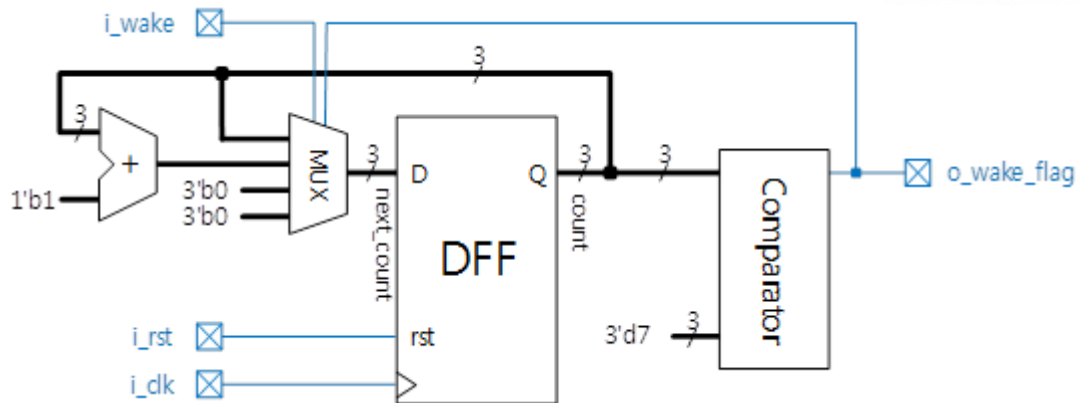 i_wake
3
3
+
1'b1
3'b0
3'b0
MUX
3
next_count
D
Q
DFF
rst
3
count
3
Comparator
3'd7
3
o_wake_flag
i_rst
i_clk